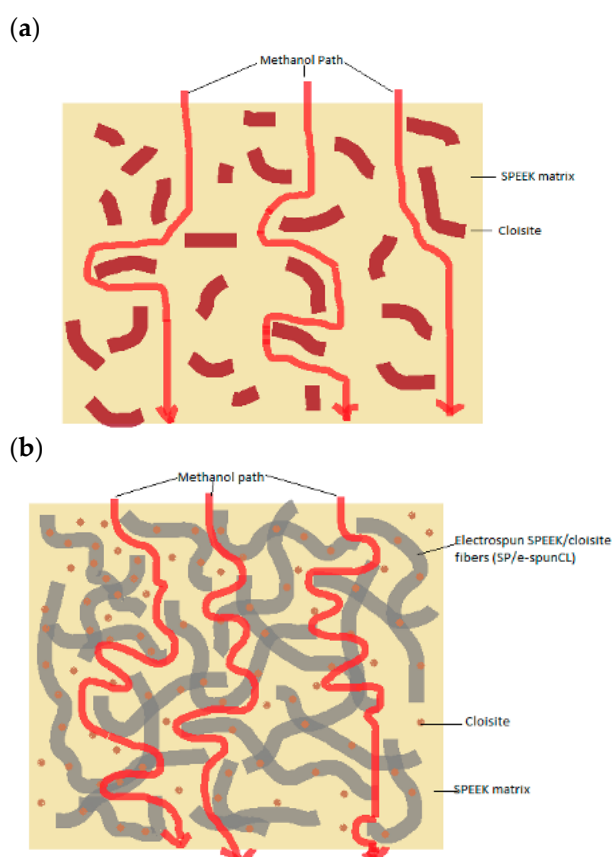 (a)
Methanol Path
SPEEK matrix
Cloisite
(b)
Methanol path
Electrospun SPEEK/cloisite
fibers (SP/e-spunCL)
Cloisite
SPEEK matrix